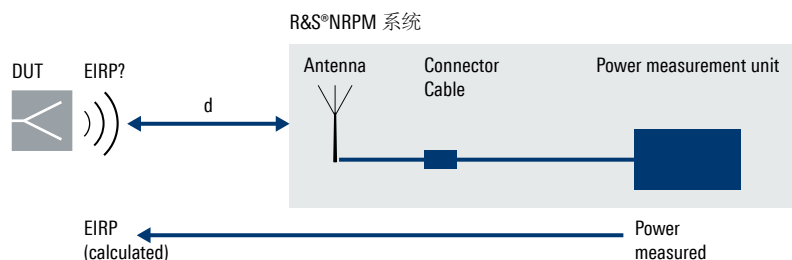 R&S®NRPM 系统
DUT
EIRP?
d
Antenna
Connector
Cable
Power measurement unit
EIRP
(calculated)
Power
measured